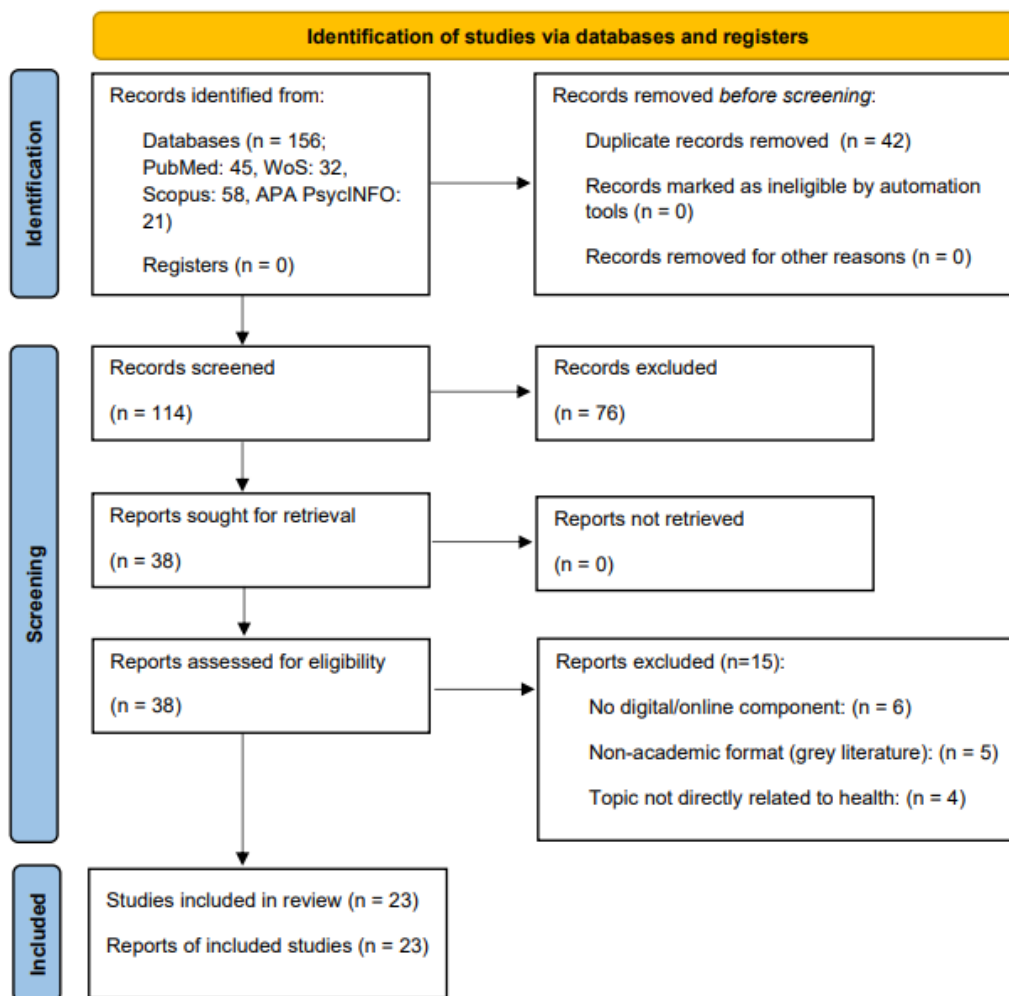 Identification of studies via databases and registers
Identification
Records identified from:
Databases (n = 156;
PubMed: 45, WoS: 32,
Scopus: 58, APA PsycINFO:
21)
Registers (n = 0)
Records removed before screening:
Duplicate records removed (n = 42)
Records marked as ineligible by automation
tools (n = 0)
Records removed for other reasons (n = 0)
Screening
Records screened
(n = 114)
Records excluded
(n = 76)
Reports sought for retrieval
(n = 38)
Reports not retrieved
(n = 0)
Reports assessed for eligibility
(n = 38)
Reports excluded (n=15):
No digital/online component: (n = 6)
Non-academic format (grey literature): (n = 5)
Topic not directly related to health: (n = 4)
Included
Studies included in review (n = 23)
Reports of included studies (n = 23)